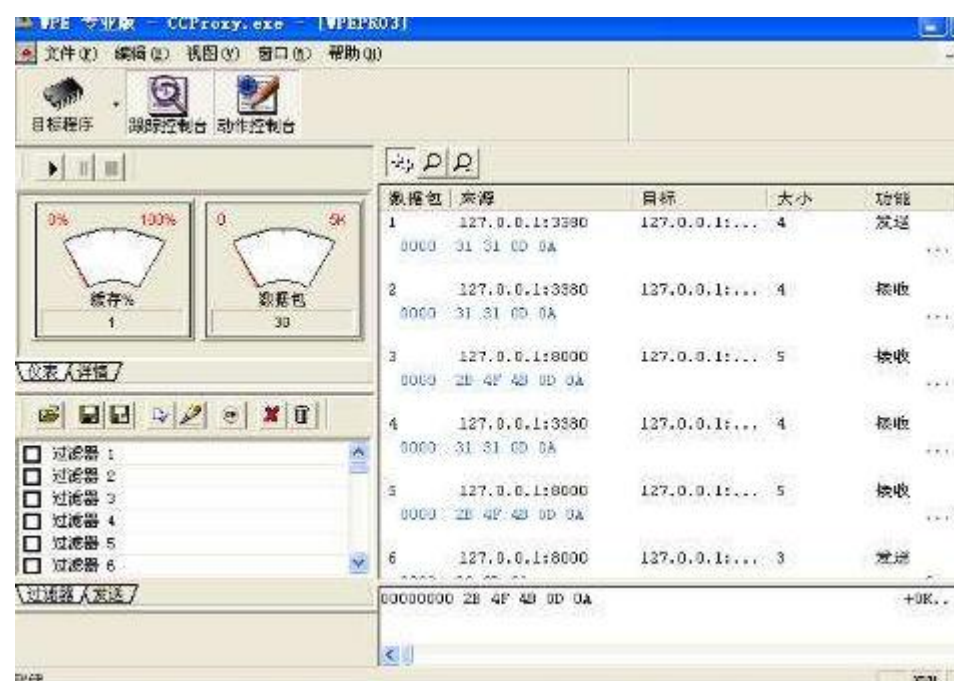 WPE 专业版 - CCProxy.exe - [WPEPRO3]
文件(F) 编辑(E) 视图(V) 窗口(W) 帮助(H)
目标程序 跟踪控制台 动作控制台
0% 100% 0 5K
缓存% 数据包
1 30
仪表 详情
过滤器 1
过滤器 2
过滤器 3
过滤器 4
过滤器 5
过滤器 6
过滤器 发送
数据包 来源 目标 大小 功能
1 127.0.0.1:3380 127.0.0.1:... 4 发送
0000 31 31 0D 0A ...
2 127.0.0.1:3380 127.0.0.1:... 4 接收
0000 31 31 0D 0A ...
3 127.0.0.1:8000 127.0.0.1:... 5 接收
0000 2B 4F 4B 0D 0A ...
4 127.0.0.1:3380 127.0.0.1:... 4 接收
0000 31 31 0D 0A ...
5 127.0.0.1:8000 127.0.0.1:... 5 接收
0000 2B 4F 4B 0D 0A ...
6 127.0.0.1:8000 127.0.0.1:... 3 发送
00000000 2B 4F 4B 0D 0A +OK..